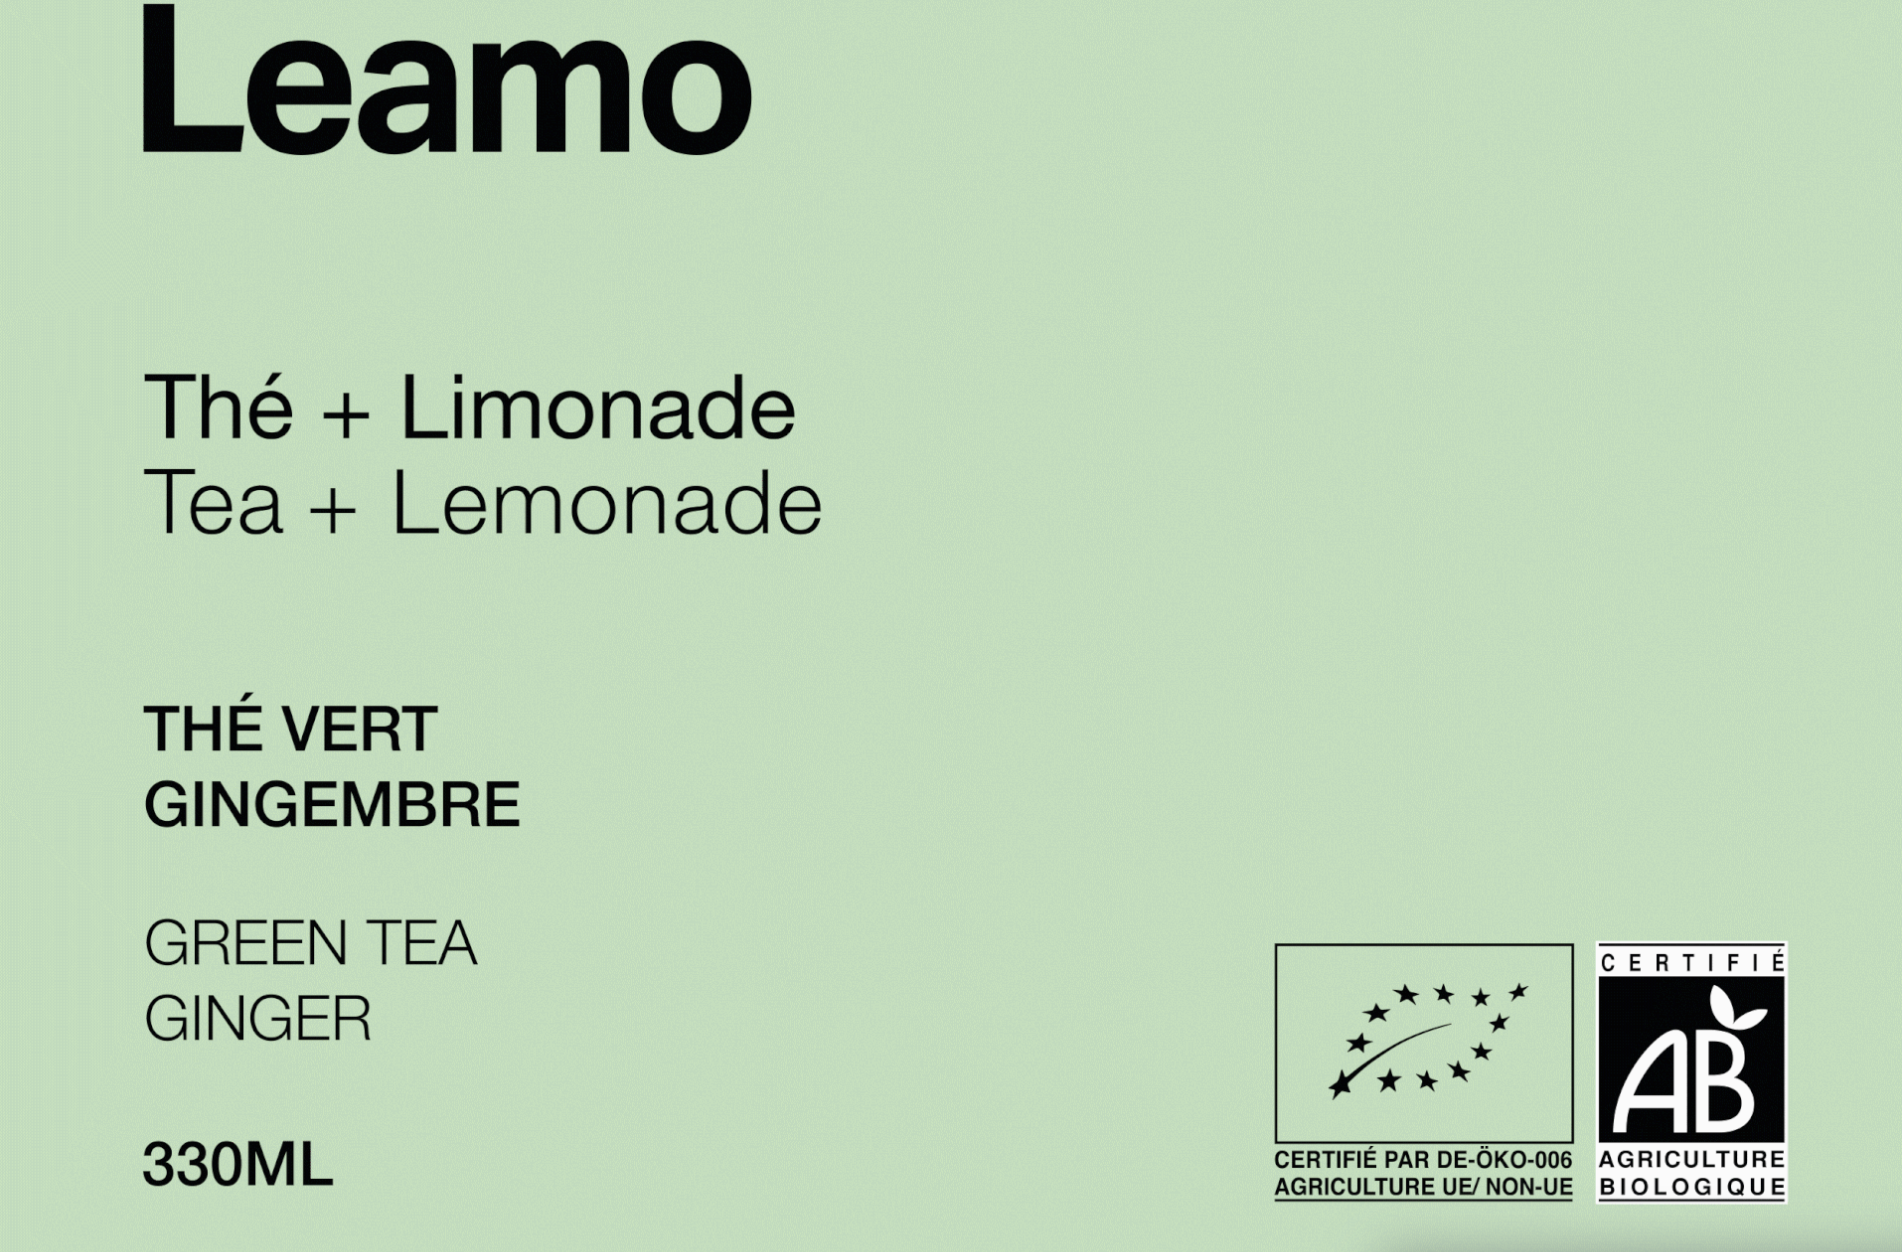 Leamo
Thé + Limonade
Tea + Lemonade
THÉ VERT
GINGEMBRE
GREEN TEA
GINGER
330ML
CERTIFIÉ PAR DE-ÖKO-006
AGRICULTURE UE/ NON-UE
CERTIFIÉ
AB
AGRICULTURE
BIOLOGIQUE